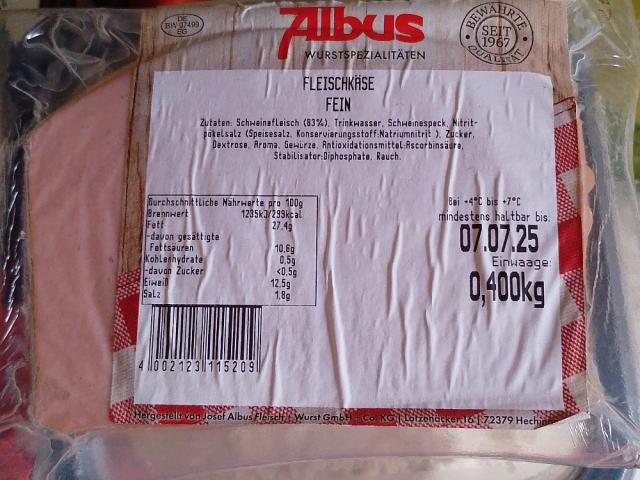 DE
BW 07499
EG
Albus
WURSTSPEZIALITÄTEN
BEWÄHRTE
SEIT
1967
QUALITÄT
FLEISCHKÄSE
FEIN
Zutaten: Schweinefleisch (83%), Trinkwasser, Schweinespeck, Nitrit-
pökelsalz (Speisesalz, Konservierungsstoff:Natriumnitrit ), Zucker,
Dextrose, Aroma, Gewürze, Antioxidationsmittel:Ascorbinsäure,
Stabilisator:Diphosphate, Rauch.
Durchschnittliche Nährwerte pro 100g
Brennwert 1235kJ/299kcal
Fett 27,4g
-davon gesättigte
Fettsäuren 10,6g
Kohlenhydrate 0,5g
-davon Zucker <0,5g
Eiweiß 12,5g
Salz 1,8g
Bei +4°C bis +7°C
mindestens haltbar bis:
07.07.25
Einwaage:
0,400kg
4 002123 115209
Hergestellt von Josef Albus Fleisch + Wurst GmbH + Co. KG | Lotzenäcker 16 | 72379 Heching